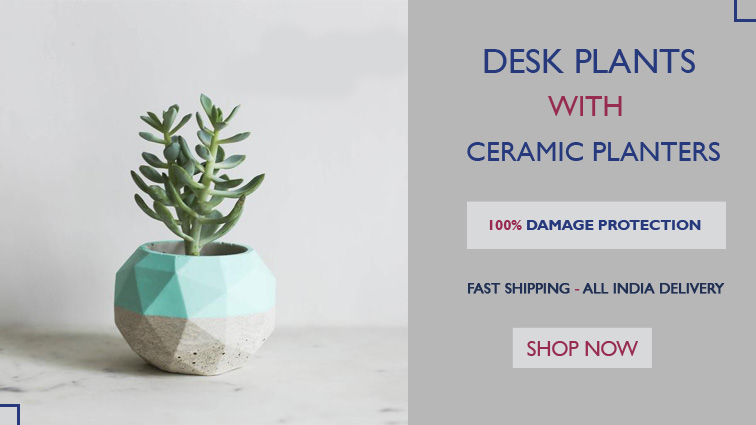 DESK PLANTS
WITH
CERAMIC PLANTERS
100% DAMAGE PROTECTION
FAST SHIPPING - ALL INDIA DELIVERY
SHOP NOW